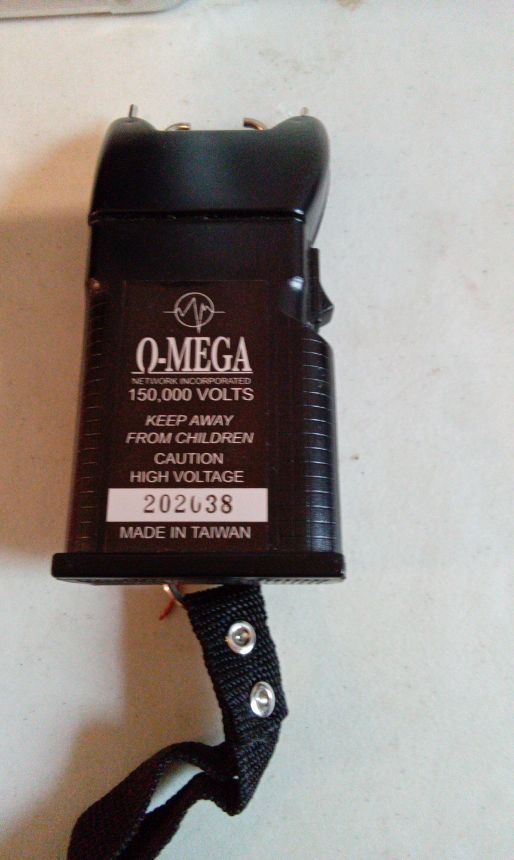 Ω-MEGA
NETWORK INCORPORATED
150,000 VOLTS
KEEP AWAY
FROM CHILDREN
CAUTION
HIGH VOLTAGE
202038
MADE IN TAIWAN